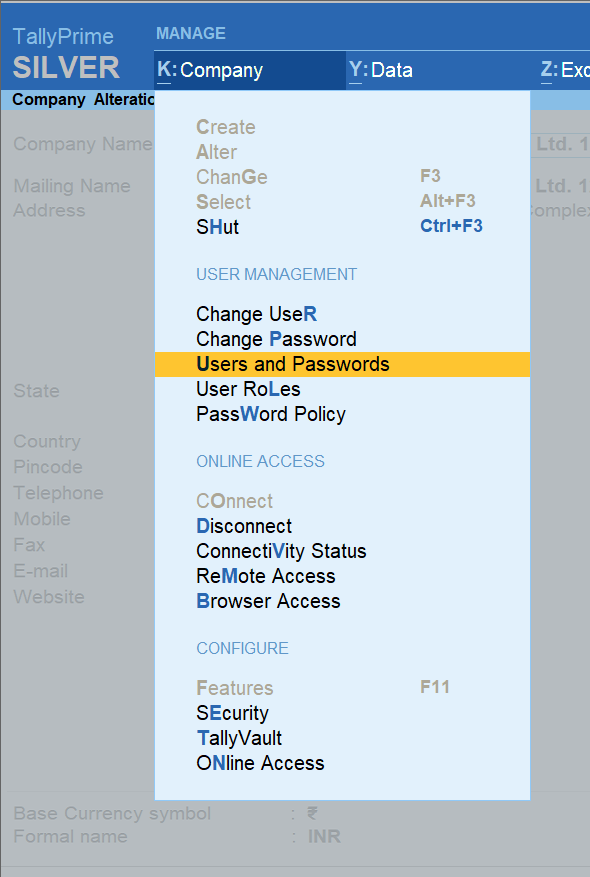 TallyPrime
MANAGE
SILVER
K: Company Y: Data Z: Exc
Company Alteratio
Company Name Ltd. 1
Mailing Name Ltd. 1
Address Complex
Create
Alter
ChanGe F3
Select Alt+F3
SHut Ctrl+F3
USER MANAGEMENT
Change UseR
Change Password
Users and Passwords
User RoLes
PassWord Policy
ONLINE ACCESS
COnnect
Disconnect
ConnectiVity Status
ReMote Access
Browser Access
CONFIGURE
Features F11
SEcurity
TallyVault
ONline Access
State
Country
Pincode
Telephone
Mobile
Fax
E-mail
Website
Base Currency symbol : ₹
Formal name : INR